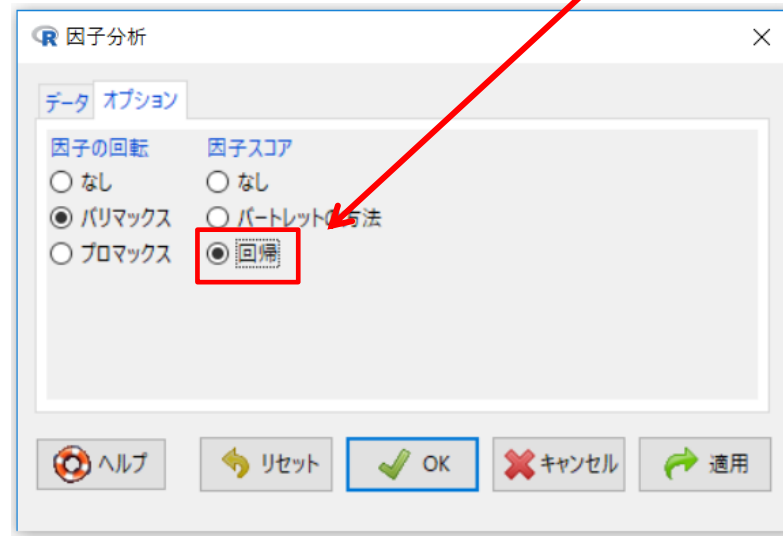 因子分析
データ オプション
因子の回転 因子スコア
なし なし
バリマックス バートレットの方法
プロマックス 回帰
ヘルプ リセット OK キャンセル 適用